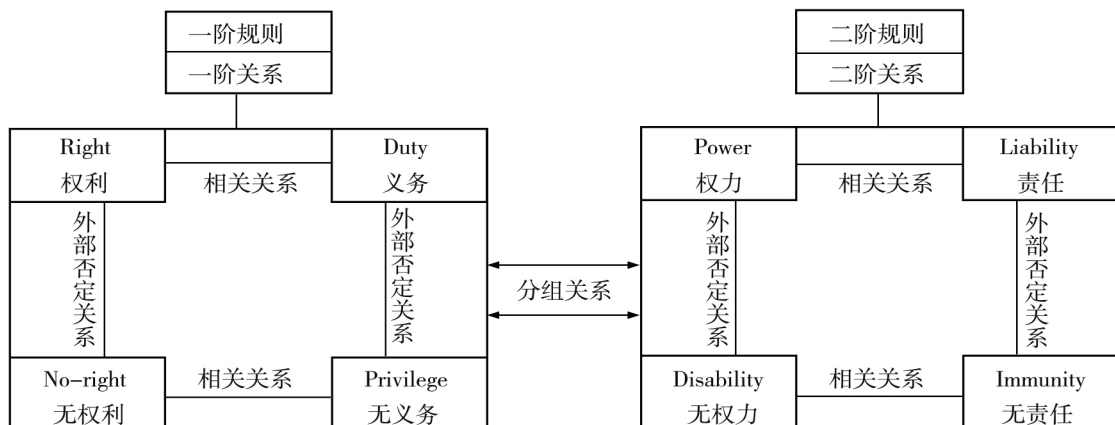 一阶规则
一阶关系
二阶规则
二阶关系
Right
权利
相关关系
Duty
义务
外部否定关系
外部否定关系
No-right
无权利
相关关系
Privilege
无义务
分组关系
Power
权力
相关关系
Liability
责任
外部否定关系
外部否定关系
Disability
无权力
相关关系
Immunity
无责任